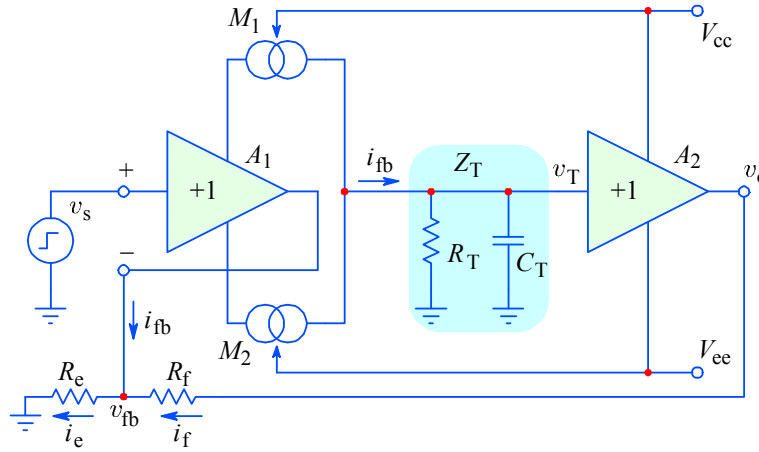 M1
Vcc
A1
ifb
ZT
A2
+
+1
vT
+1
vs
RT
CT
−
ifb
M2
Vee
Re
Rf
vfb
ie
if